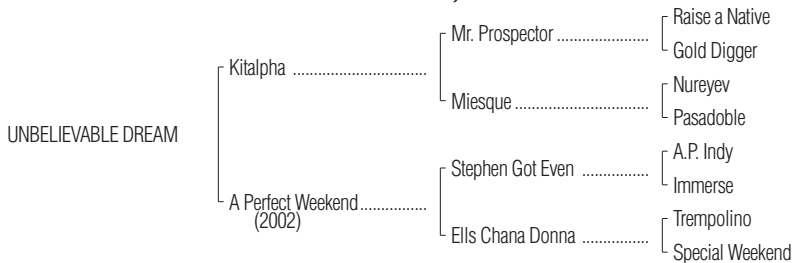 Raise a Native
Mr. Prospector ....................
Gold Digger
Kitalpha .............................
Nureyev
Miesque .............................
Pasadoble
UNBELIEVABLE DREAM
A.P. Indy
Stephen Got Even ...............
Immerse
A Perfect Weekend ...............
(2002)
Trempolino
Ells Chana Donna ...............
Special Weekend